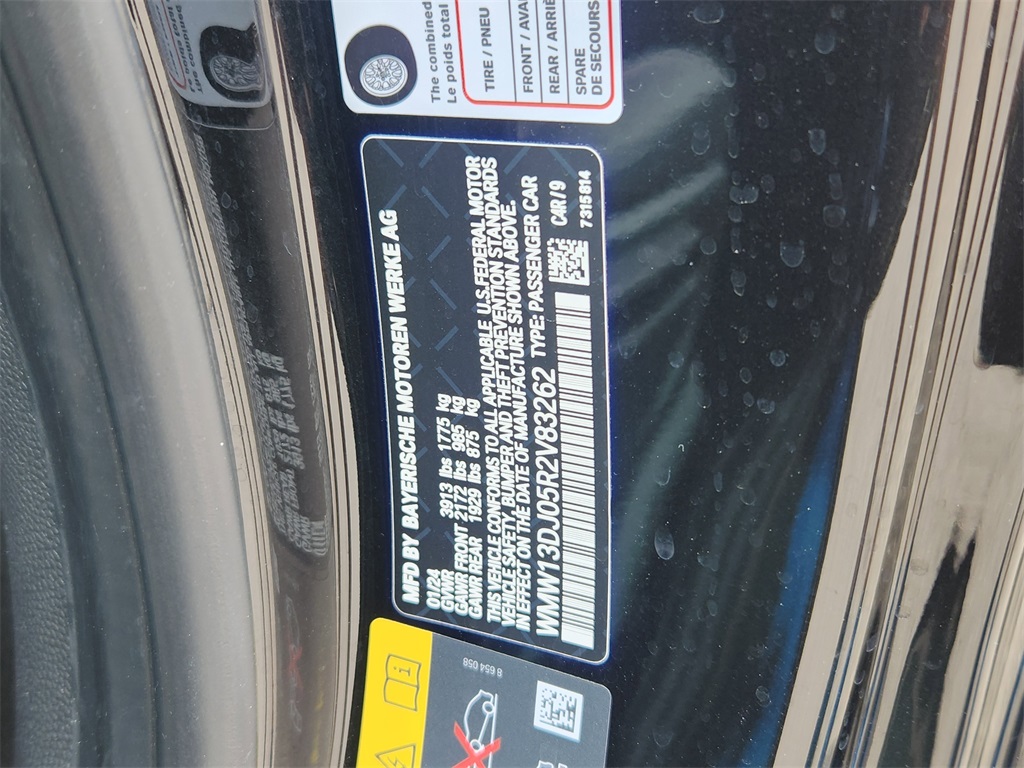 MFD BY BAYERISCHE MOTOREN WERKE AG
01/24
GVWR 3913 lbs 1775 kg
GAWR FRONT 2172 lbs 985 kg
GAWR REAR 1929 lbs 875 kg
THIS VEHICLE CONFORMS TO ALL APPLICABLE U.S.FEDERAL MOTOR
VEHICLE SAFETY, BUMPER AND THEFT PREVENTION STANDARDS
IN EFFECT ON THE DATE OF MANUFACTURE SHOWN ABOVE.
WMW13DJ05R2V83262 TYPE: PASSENGER CAR
C4R / 9
7315614
The combined
Le poids total
TIRE / PNEU
FRONT / AVA
REAR / ARRIÈ
SPARE
DE SECOURS
8 654 058